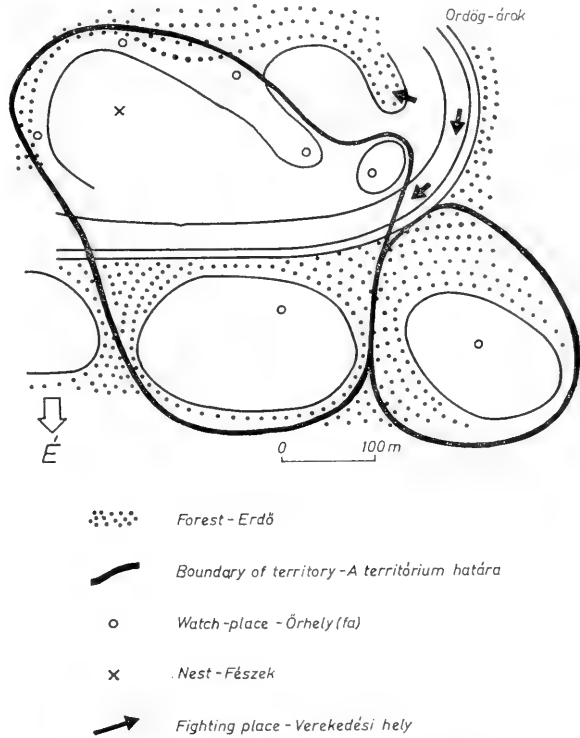 Ordög-árok
É
0 100 m
Forest - Erdő
Boundary of territory - A territórium határa
Watch-place - Őrhely (fa)
Nest - Fészek
Fighting place - Verekedési hely